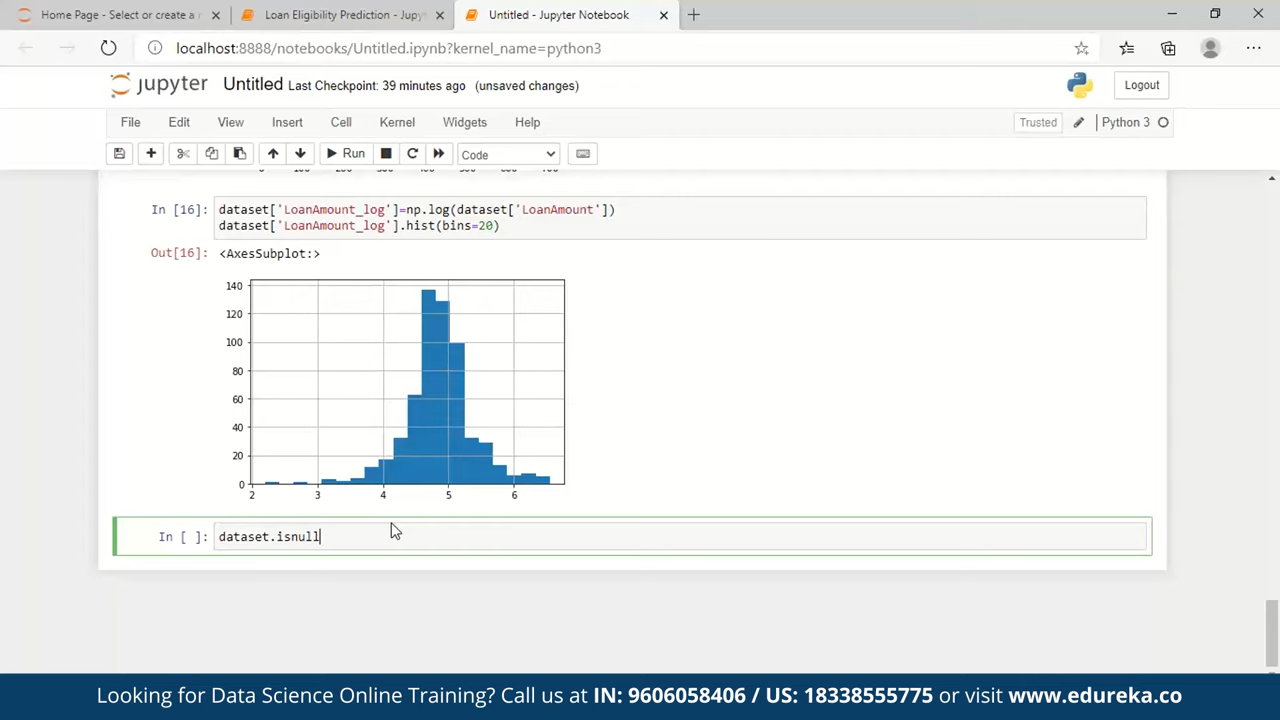 Home Page - Select or create a n
Loan Eligibility Prediction - Jupyt
Untitled - Jupyter Notebook
localhost:8888/notebooks/Untitled.ipynb?kernel_name=python3
jupyter Untitled Last Checkpoint: 39 minutes ago (unsaved changes)
Logout
File Edit View Insert Cell Kernel Widgets Help
Trusted
Python 3
Run
Code
In [16]: dataset['LoanAmount_log']=np.log(dataset['LoanAmount'])
dataset['LoanAmount_log'].hist(bins=20)
Out[16]: <AxesSubplot:>
140
120
100
80
60
40
20
0
2 3 4 5 6
In [ ]: dataset.isnull
Looking for Data Science Online Training? Call us at IN: 9606058406 / US: 18338555775 or visit www.edureka.co